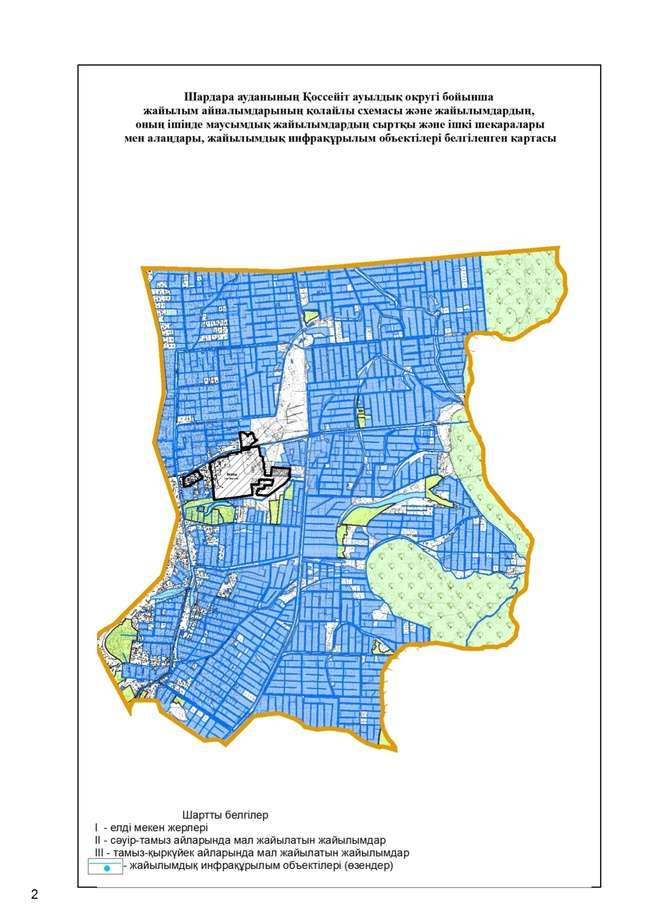 Шардара ауданының Қоссейіт ауылдық округі бойынша
жайылым айналымдарының қолайлы схемасы және жайылымдардың,
оның ішінде маусымдық жайылымдардың сыртқы және ішкі шекаралары
мен алаңдары, жайылымдық инфрақұрылым объектілері белгіленген картасы
Шартты белгілер
I - елді мекен жерлері
II - сәуір-тамыз айларында мал жайылатын жайылымдар
III - тамыз-қыркүйек айларында мал жайылатын жайылымдар
- жайылымдық инфрақұрылым объектілері (өзендер)
2